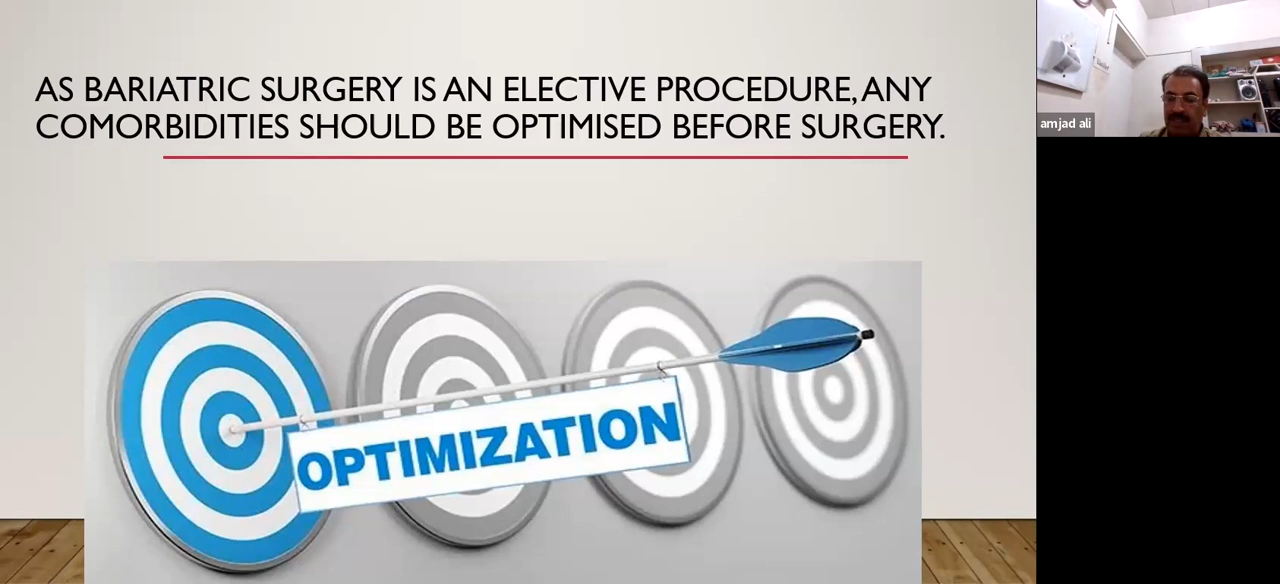 AS BARIATRIC SURGERY IS AN ELECTIVE PROCEDURE, ANY
COMORBIDITIES SHOULD BE OPTIMISED BEFORE SURGERY.
amjad ali
OPTIMIZATION